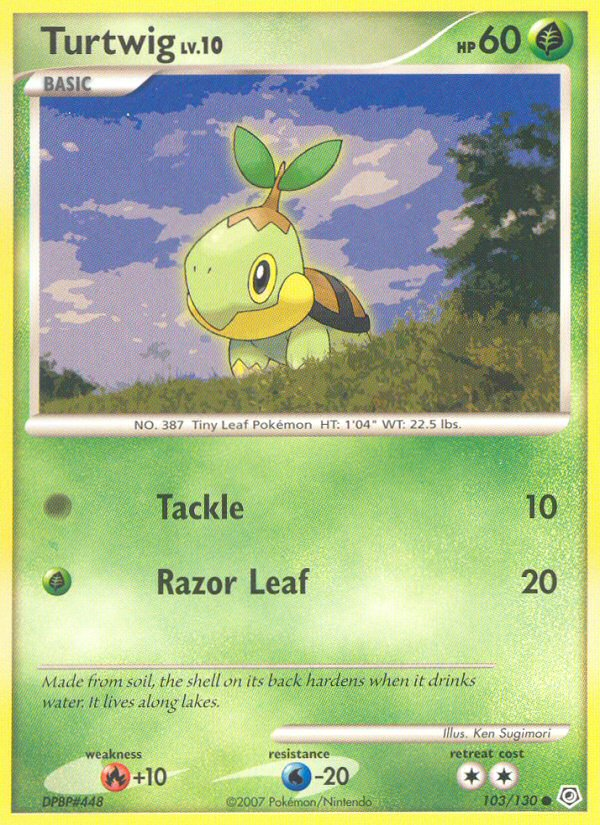 Turtwig LV.10 HP 60
BASIC
NO. 387 Tiny Leaf Pokémon HT: 1'04" WT: 22.5 lbs.
Tackle 10
Razor Leaf 20
Made from soil, the shell on its back hardens when it drinks
water. It lives along lakes.
Illus. Ken Sugimori
weakness resistance retreat cost
+10 -20
DPBP#448 ©2007 Pokémon/Nintendo 103/130